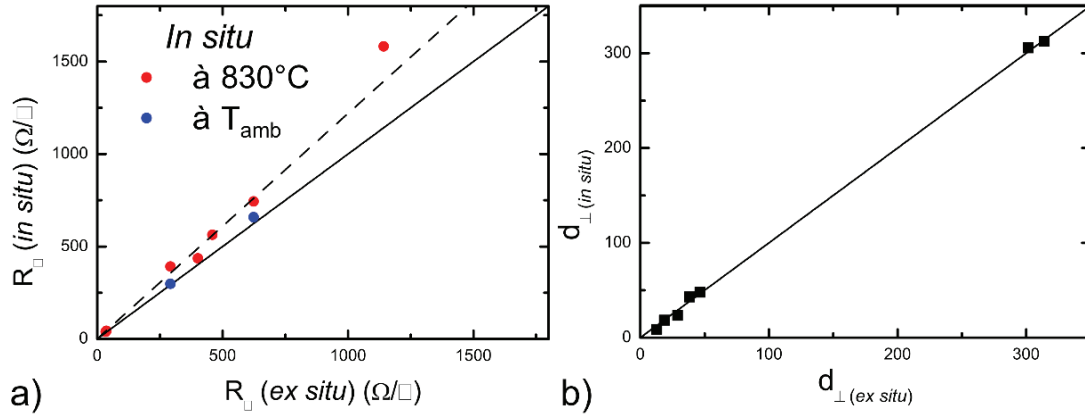 In situ
à 830°C
à T_amb
1500
1000
500
0
R□ (in situ) (Ω/□)
0 500 1000 1500
R□ (ex situ) (Ω/□)
a)
300
200
100
0
d⊥ (in situ)
0 100 200 300
d⊥ (ex situ)
b)